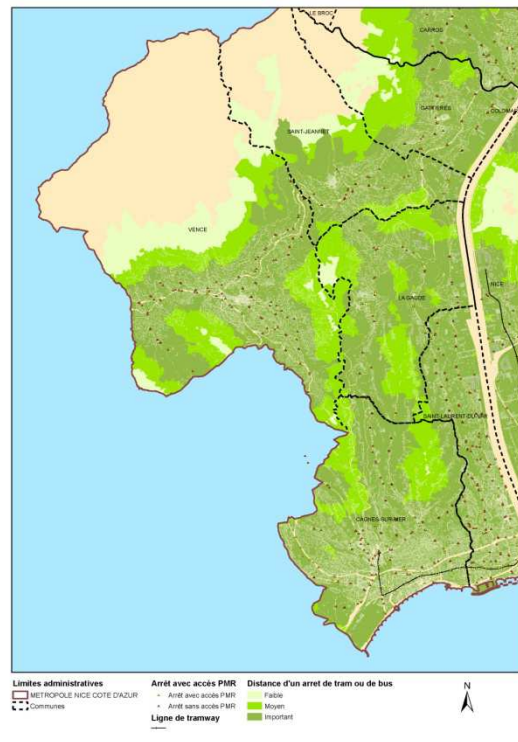 LE BROC
CARROS
GATTIERES
COLOMAR
SAINT-JEANNET
VENCE
NICE
LA GAUDE
SAINT-LAURENT-DU-VAR
CAGNES-SUR-MER
Limites administratives
METROPOLE NICE COTE D'AZUR
Communes
Arrêt avec accès PMR
Arrêt avec accès PMR
Arrêt sans accès PMR
Ligne de tramway
Distance d'un arret de tram ou de bus
Faible
Moyen
Important
N